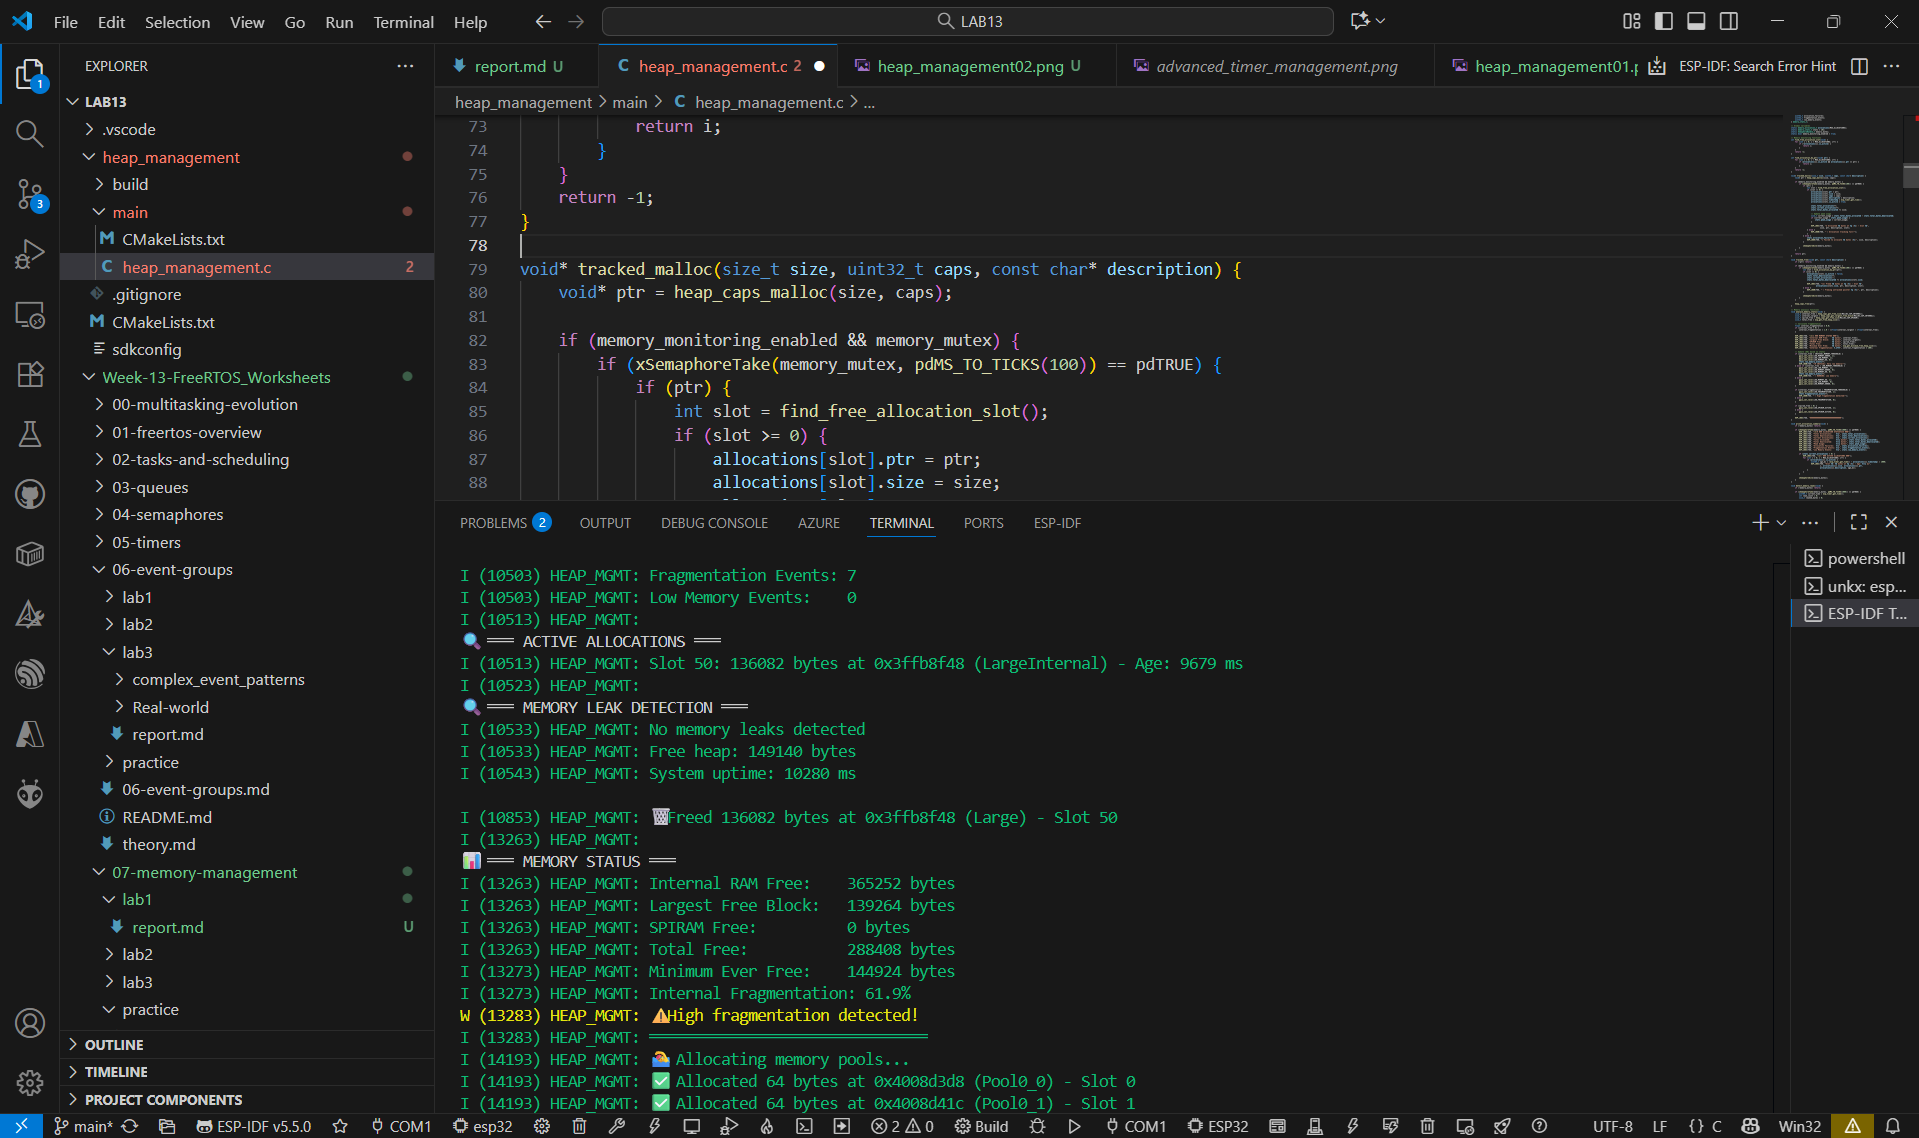 File Edit Selection View Go Run Terminal Help
LAB13
EXPLORER
LAB13
.vscode
heap_management
build
main
CMakeLists.txt
heap_management.c 2
.gitignore
CMakeLists.txt
sdkconfig
Week-13-FreeRTOS_Worksheets
00-multitasking-evolution
01-freertos-overview
02-tasks-and-scheduling
03-queues
04-semaphores
05-timers
06-event-groups
lab1
lab2
lab3
complex_event_patterns
Real-world
report.md
practice
06-event-groups.md
README.md
theory.md
07-memory-management
lab1
report.md U
lab2
lab3
practice
OUTLINE
TIMELINE
PROJECT COMPONENTS
1
3
report.md U
heap_management.c 2
heap_management02.png U
advanced_timer_management.png
heap_management01.p
ESP-IDF: Search Error Hint
heap_management > main > C heap_management.c > ...
73 return i;
74 }
75 }
76 return -1;
77 }
78
79 void* tracked_malloc(size_t size, uint32_t caps, const char* description) {
80 void* ptr = heap_caps_malloc(size, caps);
81
82 if (memory_monitoring_enabled && memory_mutex) {
83 if (xSemaphoreTake(memory_mutex, pdMS_TO_TICKS(100)) == pdTRUE) {
84 if (ptr) {
85 int slot = find_free_allocation_slot();
86 if (slot >= 0) {
87 allocations[slot].ptr = ptr;
88 allocations[slot].size = size;
PROBLEMS 2 OUTPUT DEBUG CONSOLE AZURE TERMINAL PORTS ESP-IDF
powershell
unkx: esp...
ESP-IDF T...
I (10503) HEAP_MGMT: Fragmentation Events: 7
I (10503) HEAP_MGMT: Low Memory Events: 0
I (10513) HEAP_MGMT:
🔍 ═══ ACTIVE ALLOCATIONS ═══
I (10513) HEAP_MGMT: Slot 50: 136082 bytes at 0x3ffb8f48 (LargeInternal) - Age: 9679 ms
I (10523) HEAP_MGMT:
🔍 ═══ MEMORY LEAK DETECTION ═══
I (10533) HEAP_MGMT: No memory leaks detected
I (10533) HEAP_MGMT: Free heap: 149140 bytes
I (10543) HEAP_MGMT: System uptime: 10280 ms
I (10853) HEAP_MGMT: 🗑️Freed 136082 bytes at 0x3ffb8f48 (Large) - Slot 50
I (13263) HEAP_MGMT:
📊 ═══ MEMORY STATUS ═══
I (13263) HEAP_MGMT: Internal RAM Free: 365252 bytes
I (13263) HEAP_MGMT: Largest Free Block: 139264 bytes
I (13263) HEAP_MGMT: SPIRAM Free: 0 bytes
I (13263) HEAP_MGMT: Total Free: 288408 bytes
I (13273) HEAP_MGMT: Minimum Ever Free: 144924 bytes
I (13273) HEAP_MGMT: Internal Fragmentation: 61.9%
W (13283) HEAP_MGMT: ⚠️High fragmentation detected!
I (13283) HEAP_MGMT: ═══════════════════════════════
I (14193) HEAP_MGMT: 🏊 Allocating memory pools...
I (14193) HEAP_MGMT: ✅ Allocated 64 bytes at 0x4008d3d8 (Pool0_0) - Slot 0
I (14193) HEAP_MGMT: ✅ Allocated 64 bytes at 0x4008d41c (Pool0_1) - Slot 1
main* ESP-IDF v5.5.0 COM1 esp32 2 0 Build COM1 ESP32 UTF-8 LF {} C Win32